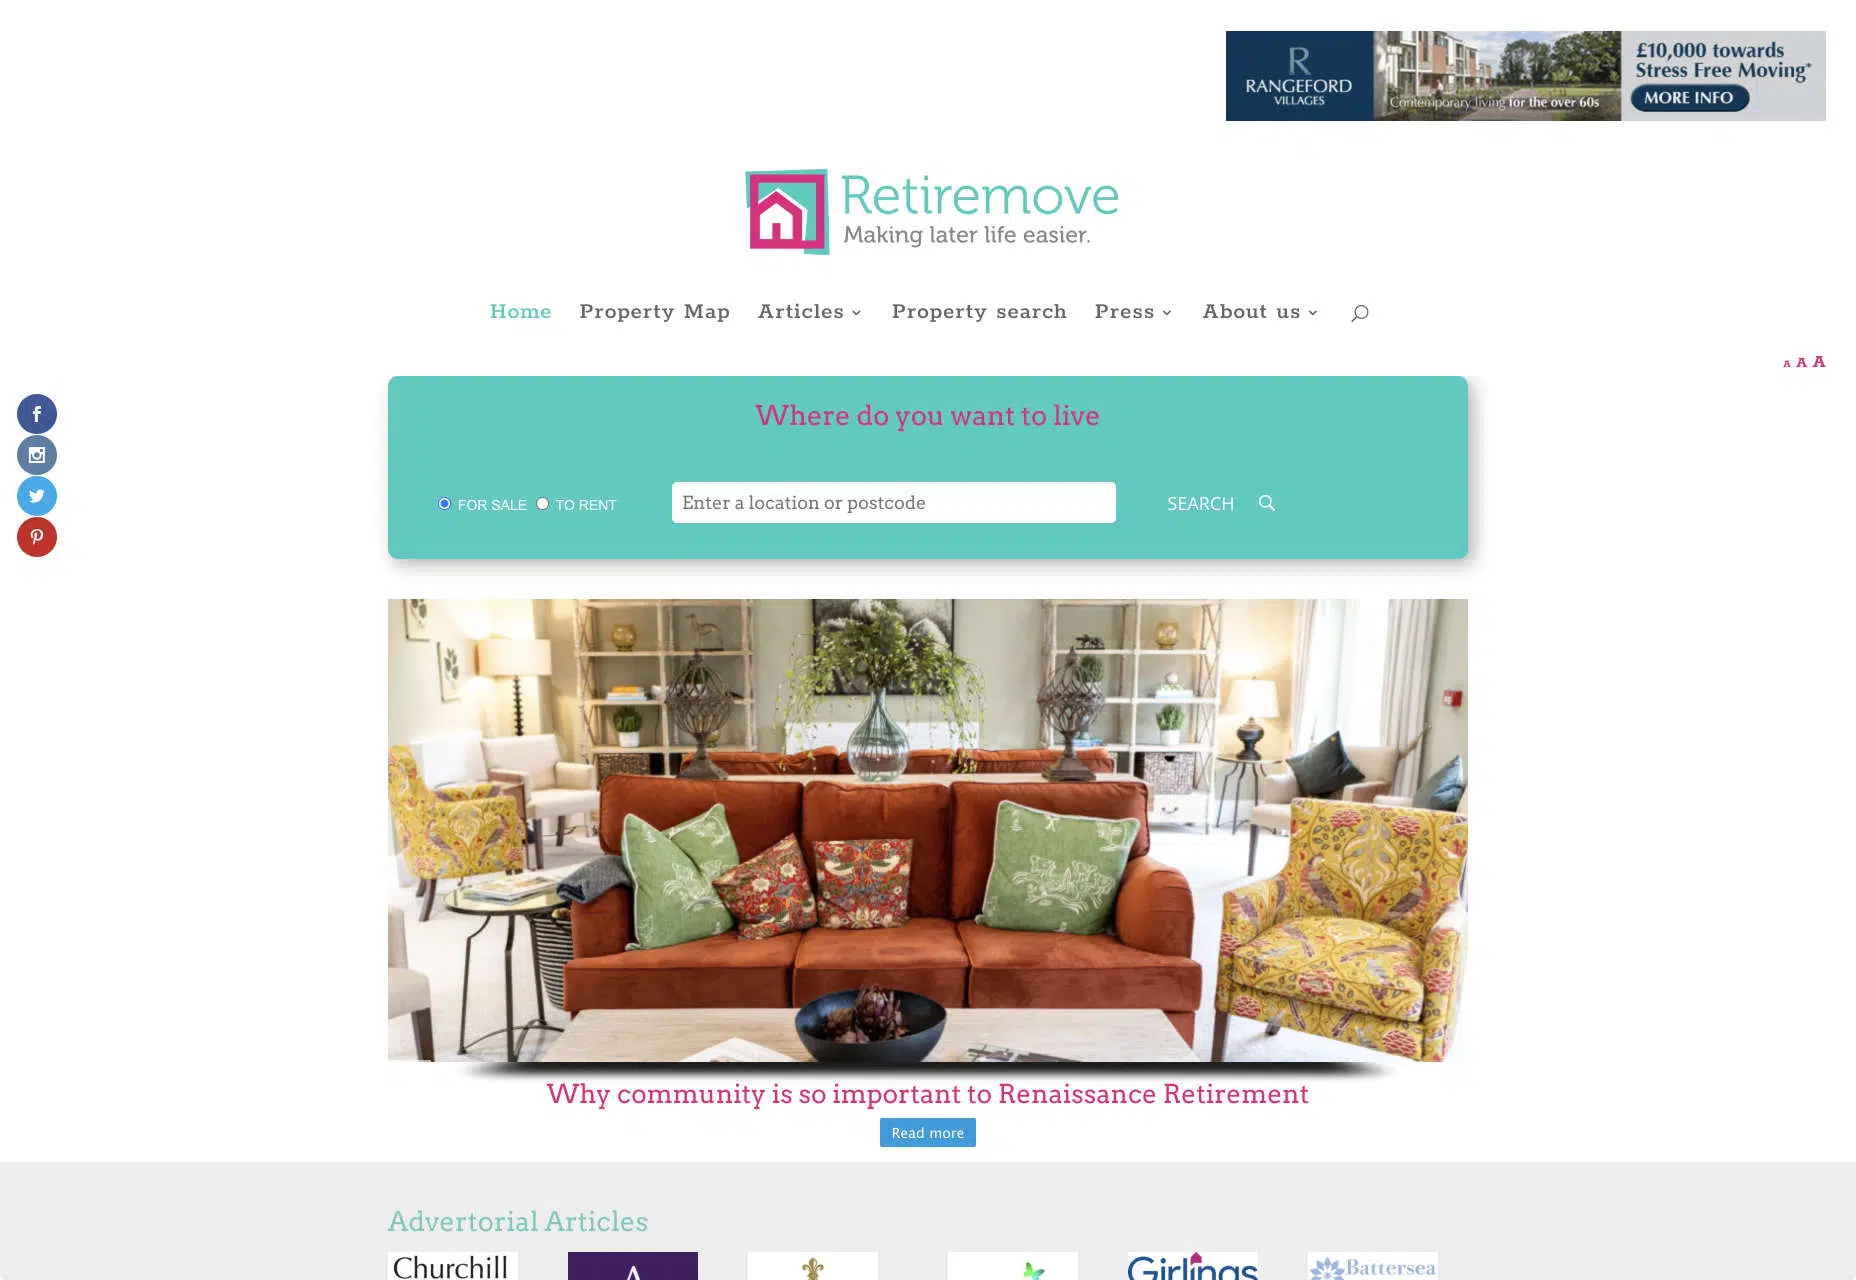 R
RANGEFORD
VILLAGES
Contemporary living for the over 60s
£10,000 towards
Stress Free Moving*
MORE INFO
Retiremove
Making later life easier.
Home Property Map Articles Property search Press About us
A A A
Where do you want to live
FOR SALE TO RENT Enter a location or postcode SEARCH
Why community is so important to Renaissance Retirement
Read more
Advertorial Articles
Churchill
Girlings
Battersea